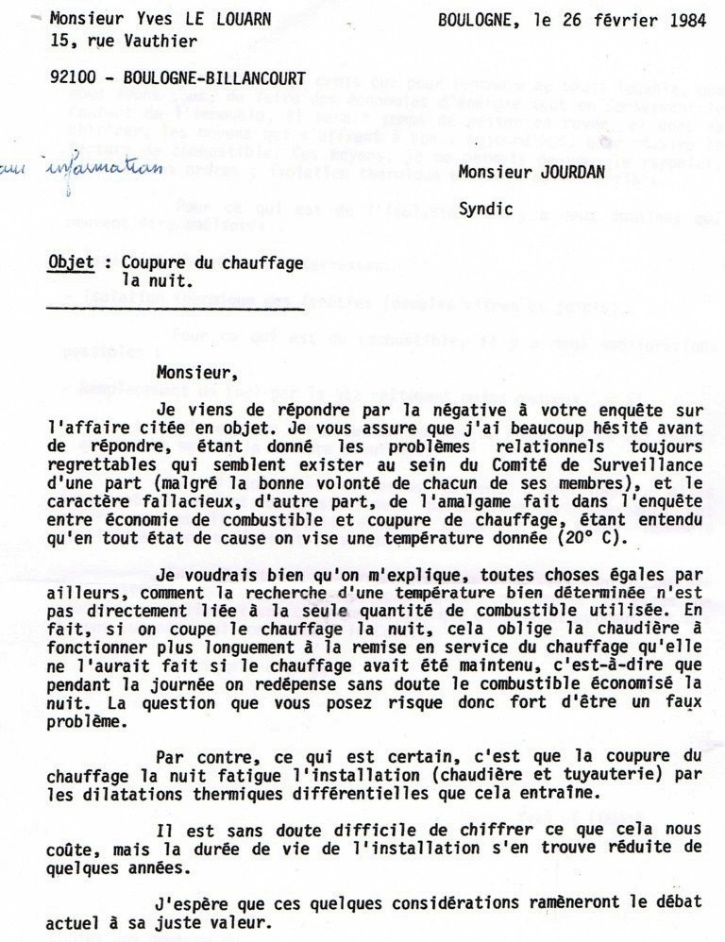 Monsieur Yves LE LOUARN
BOULOGNE, le 26 février 1984
15, rue Vauthier
92100 - BOULOGNE-BILLANCOURT
information
Monsieur JOURDAN
Syndic
Objet : Coupure du chauffage
la nuit.
Monsieur,
Je viens de répondre par la négative à votre enquête sur
l'affaire citée en objet. Je vous assure que j'ai beaucoup hésité avant
de répondre, étant donné les problèmes relationnels toujours
regrettables qui semblent exister au sein du Comité de Surveillance
d'une part (malgré la bonne volonté de chacun de ses membres), et le
caractère fallacieux, d'autre part, de l'amalgame fait dans l'enquête
entre économie de combustible et coupure de chauffage, étant entendu
qu'en tout état de cause on vise une température donnée (20° C).
Je voudrais bien qu'on m'explique, toutes choses égales par
ailleurs, comment la recherche d'une température bien déterminée n'est
pas directement liée à la seule quantité de combustible utilisée. En
fait, si on coupe le chauffage la nuit, cela oblige la chaudière à
fonctionner plus longuement à la remise en service du chauffage qu'elle
ne l'aurait fait si le chauffage avait été maintenu, c'est-à-dire que
pendant la journée on redépense sans doute le combustible économisé la
nuit. La question que vous posez risque donc fort d'être un faux
problème.
Par contre, ce qui est certain, c'est que la coupure du
chauffage la nuit fatigue l'installation (chaudière et tuyauterie) par
les dilatations thermiques différentielles que cela entraîne.
Il est sans doute difficile de chiffrer ce que cela nous
coûte, mais la durée de vie de l'installation s'en trouve réduite de
quelques années.
J'espère que ces quelques considérations ramèneront le débat
actuel à sa juste valeur.